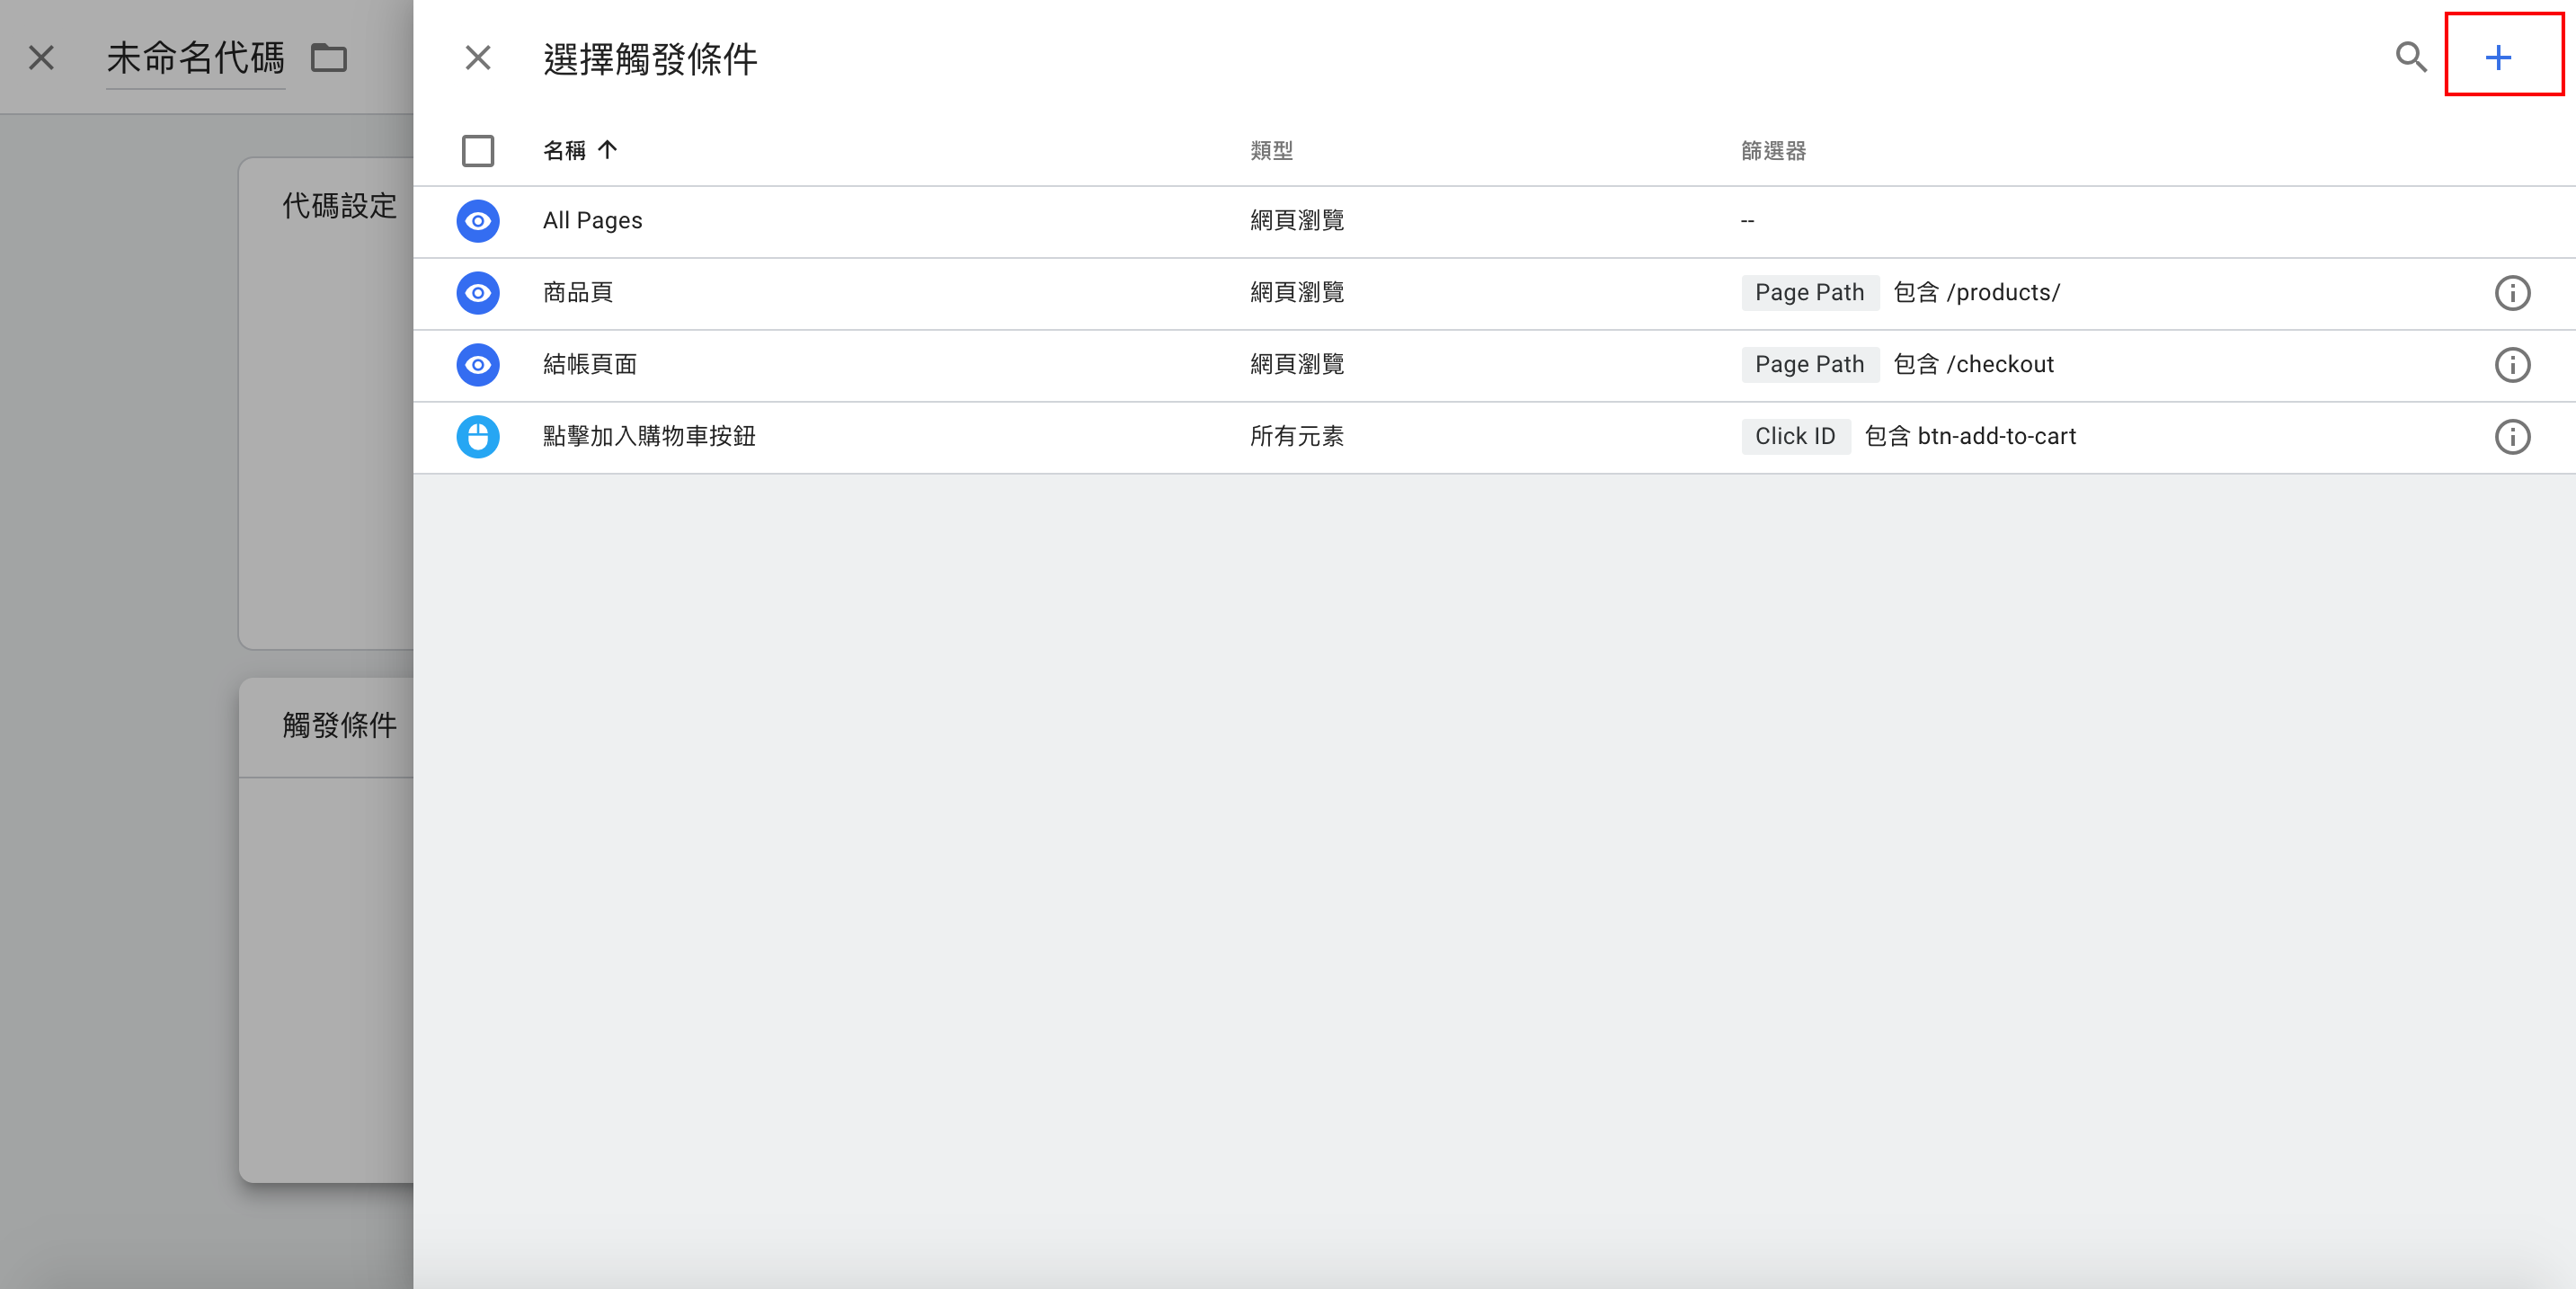 未命名代碼
選擇觸發條件
名稱 類型 篩選器
代碼設定
All Pages 網頁瀏覽 --
商品頁 網頁瀏覽 Page Path 包含 /products/
結帳頁面 網頁瀏覽 Page Path 包含 /checkout
點擊加入購物車按鈕 所有元素 Click ID 包含 btn-add-to-cart
觸發條件